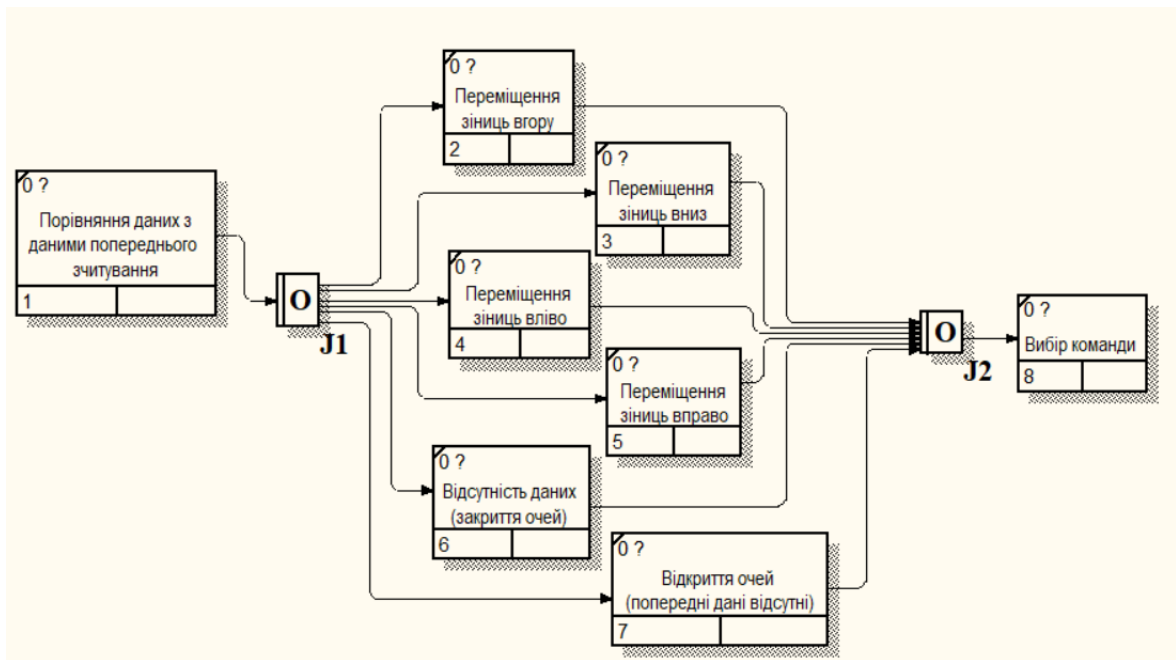 0 ?
Переміщення
зіниць вгору
2
0 ?
Переміщення
зіниць вниз
3
0 ?
Порівняння даних з
даними попереднього
зчитування
1
O
J1
0 ?
Переміщення
зіниць вліво
4
0 ?
Переміщення
зіниць вправо
5
O
J2
0 ?
Вибір команди
8
0 ?
Відсутність даних
(закриття очей)
6
0 ?
Відкриття очей
(попередні дані відсутні)
7